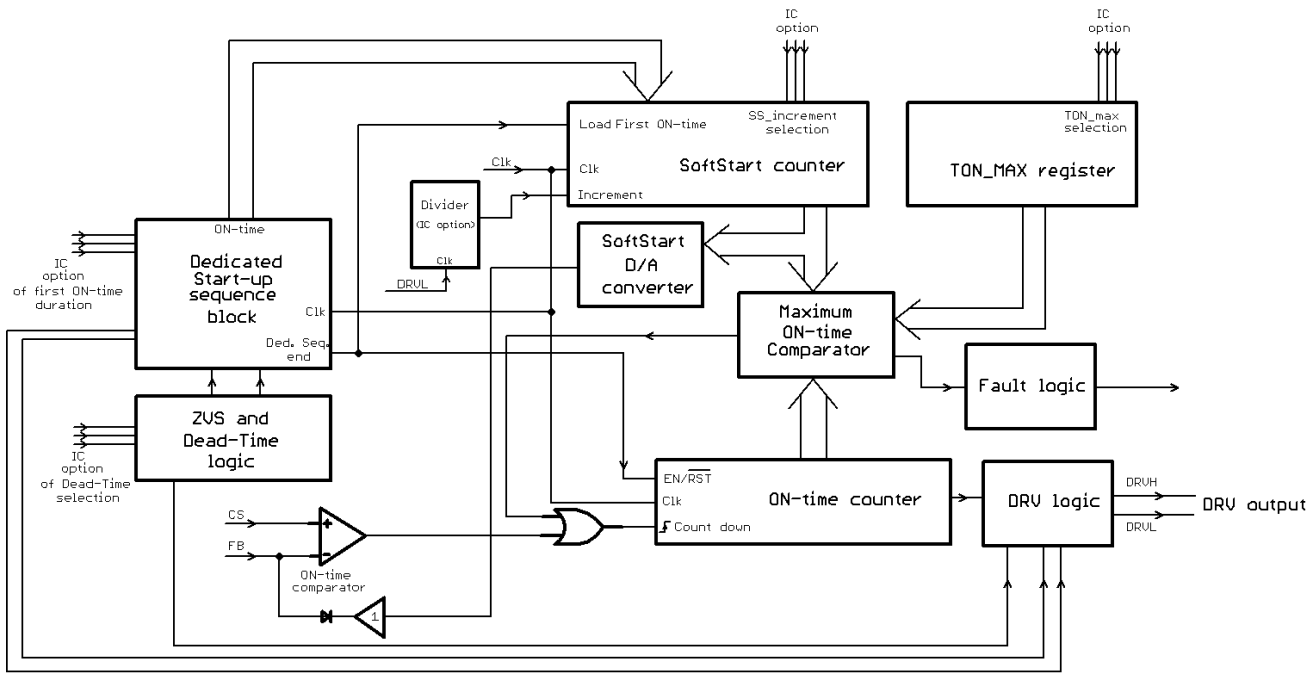 IC
option
IC
option
Load First ON-time
SS_increment
selection
TON_max
selection
Clk
Clk
SoftStart counter
TON_MAX register
Divider
(IC option)
Increment
ON-time
SoftStart
D/A
converter
Dedicated
Start-up
sequence
block
IC
option
of first ON-time
duration
Clk
DRVL
Clk
Maximum
ON-time
Comparator
Ded. Seq.
end
Fault logic
ZVS and
Dead-Time
logic
IC
option
of Dead-Time
selection
EN/RST
Clk
ON-time counter
Count down
DRV logic
DRVH
DRVL
DRV output
CS
FB
+
-
ON-time
comparator
1